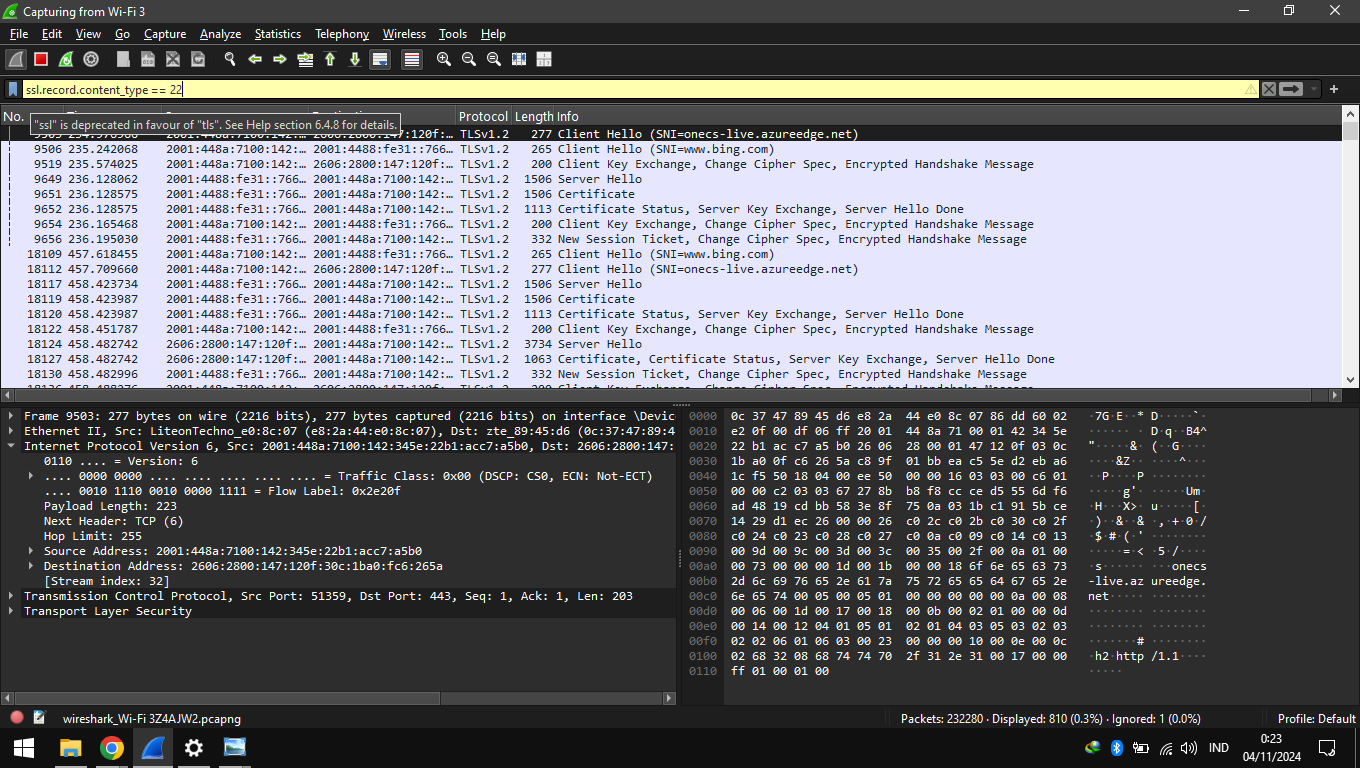 Capturing from Wi-Fi 3
File Edit View Go Capture Analyze Statistics Telephony Wireless Tools Help
ssl.record.content_type == 22
No. Protocol Length Info
"ssl" is deprecated in favour of "tls". See Help section 6.4.8 for details.
TLSv1.2 277 Client Hello (SNI=onecs-live.azureedge.net)
9506 235.242068 2001:448a:7100:142:… 2001:4488:fe31::766… TLSv1.2 265 Client Hello (SNI=www.bing.com)
9519 235.574025 2001:448a:7100:142:… 2606:2800:147:120f:… TLSv1.2 200 Client Key Exchange, Change Cipher Spec, Encrypted Handshake Message
9649 236.128062 2001:4488:fe31::766… 2001:448a:7100:142:… TLSv1.2 1506 Server Hello
9651 236.128575 2001:4488:fe31::766… 2001:448a:7100:142:… TLSv1.2 1506 Certificate
9652 236.128575 2001:4488:fe31::766… 2001:448a:7100:142:… TLSv1.2 1113 Certificate Status, Server Key Exchange, Server Hello Done
9654 236.165468 2001:448a:7100:142:… 2001:4488:fe31::766… TLSv1.2 200 Client Key Exchange, Change Cipher Spec, Encrypted Handshake Message
9656 236.195030 2001:4488:fe31::766… 2001:448a:7100:142:… TLSv1.2 332 New Session Ticket, Change Cipher Spec, Encrypted Handshake Message
18109 457.618455 2001:448a:7100:142:… 2001:4488:fe31::766… TLSv1.2 265 Client Hello (SNI=www.bing.com)
18112 457.709660 2001:448a:7100:142:… 2606:2800:147:120f:… TLSv1.2 277 Client Hello (SNI=onecs-live.azureedge.net)
18117 458.423734 2001:4488:fe31::766… 2001:448a:7100:142:… TLSv1.2 1506 Server Hello
18119 458.423987 2001:4488:fe31::766… 2001:448a:7100:142:… TLSv1.2 1506 Certificate
18120 458.423987 2001:4488:fe31::766… 2001:448a:7100:142:… TLSv1.2 1113 Certificate Status, Server Key Exchange, Server Hello Done
18122 458.451787 2001:448a:7100:142:… 2001:4488:fe31::766… TLSv1.2 200 Client Key Exchange, Change Cipher Spec, Encrypted Handshake Message
18124 458.482742 2606:2800:147:120f:… 2001:448a:7100:142:… TLSv1.2 3734 Server Hello
18127 458.482742 2606:2800:147:120f:… 2001:448a:7100:142:… TLSv1.2 1063 Certificate, Certificate Status, Server Key Exchange, Server Hello Done
18130 458.482996 2001:4488:fe31::766… 2001:448a:7100:142:… TLSv1.2 332 New Session Ticket, Change Cipher Spec, Encrypted Handshake Message
Frame 9503: 277 bytes on wire (2216 bits), 277 bytes captured (2216 bits) on interface \Devic
Ethernet II, Src: LiteonTechno_e0:8c:07 (e8:2a:44:e0:8c:07), Dst: zte_89:45:d6 (0c:37:47:89:4
Internet Protocol Version 6, Src: 2001:448a:7100:142:345e:22b1:acc7:a5b0, Dst: 2606:2800:147:
0110 .... = Version: 6
.... 0000 0000 .... .... .... .... .... = Traffic Class: 0x00 (DSCP: CS0, ECN: Not-ECT)
.... 0010 1110 0010 0000 1111 = Flow Label: 0x2e20f
Payload Length: 223
Next Header: TCP (6)
Hop Limit: 255
Source Address: 2001:448a:7100:142:345e:22b1:acc7:a5b0
Destination Address: 2606:2800:147:120f:30c:1ba0:fc6:265a
[Stream index: 32]
Transmission Control Protocol, Src Port: 51359, Dst Port: 443, Seq: 1, Ack: 1, Len: 203
Transport Layer Security
0000 0c 37 47 89 45 d6 e8 2a 44 e0 8c 07 86 dd 60 02 ·7G·E··* D·····`·
0010 e2 0f 00 df 06 ff 20 01 44 8a 71 00 01 42 34 5e ······ · D·q··B4^
0020 22 b1 ac c7 a5 b0 26 06 28 00 01 47 12 0f 03 0c "·····&· (··G····
0030 1b a0 0f c6 26 5a c8 9f 01 bb ea c5 5e d2 eb a6 ····&Z·· ····^···
0040 1c f5 50 18 04 00 ee 50 00 00 16 03 03 00 c6 01 ··P····P ········
0050 00 00 c2 03 03 67 27 8b b8 f8 cc ce d5 55 6d f6 ·····g'· ·····Um·
0060 ad 48 19 cd bb 58 3e 8f 75 0a 03 1b c1 91 5b ce ·H···X>· u·····[·
0070 14 29 d1 ec 26 00 00 26 c0 2c c0 2b c0 30 c0 2f ·)··&··& ·,·+·0·/
0080 c0 24 c0 23 c0 28 c0 27 c0 0a c0 09 c0 14 c0 13 ·$·#·(·' ········
0090 00 9d 00 9c 00 3d 00 3c 00 35 00 2f 00 0a 01 00 ·····=·< ·5·/····
00a0 00 73 00 00 00 1d 00 1b 00 00 18 6f 6e 65 63 73 ·s······ ···onecs
00b0 2d 6c 69 76 65 2e 61 7a 75 72 65 65 64 67 65 2e -live.az ureedge.
00c0 6e 65 74 00 05 00 05 01 00 00 00 00 00 0a 00 08 net····· ········
00d0 00 06 00 1d 00 17 00 18 00 0b 00 02 01 00 00 0d ········ ········
00e0 00 14 00 12 04 01 05 01 02 01 04 03 05 03 02 03 ········ ········
00f0 02 02 06 01 06 03 00 23 00 00 00 10 00 0e 00 0c ·······# ········
0100 02 68 32 08 68 74 74 70 2f 31 2e 31 00 17 00 00 ·h2·http /1.1····
0110 ff 01 00 01 00 ·····
wireshark_Wi-Fi 3Z4AJW2.pcapng
Packets: 232280 · Displayed: 810 (0.3%) · Ignored: 1 (0.0%)
Profile: Default
IND
0:23
04/11/2024